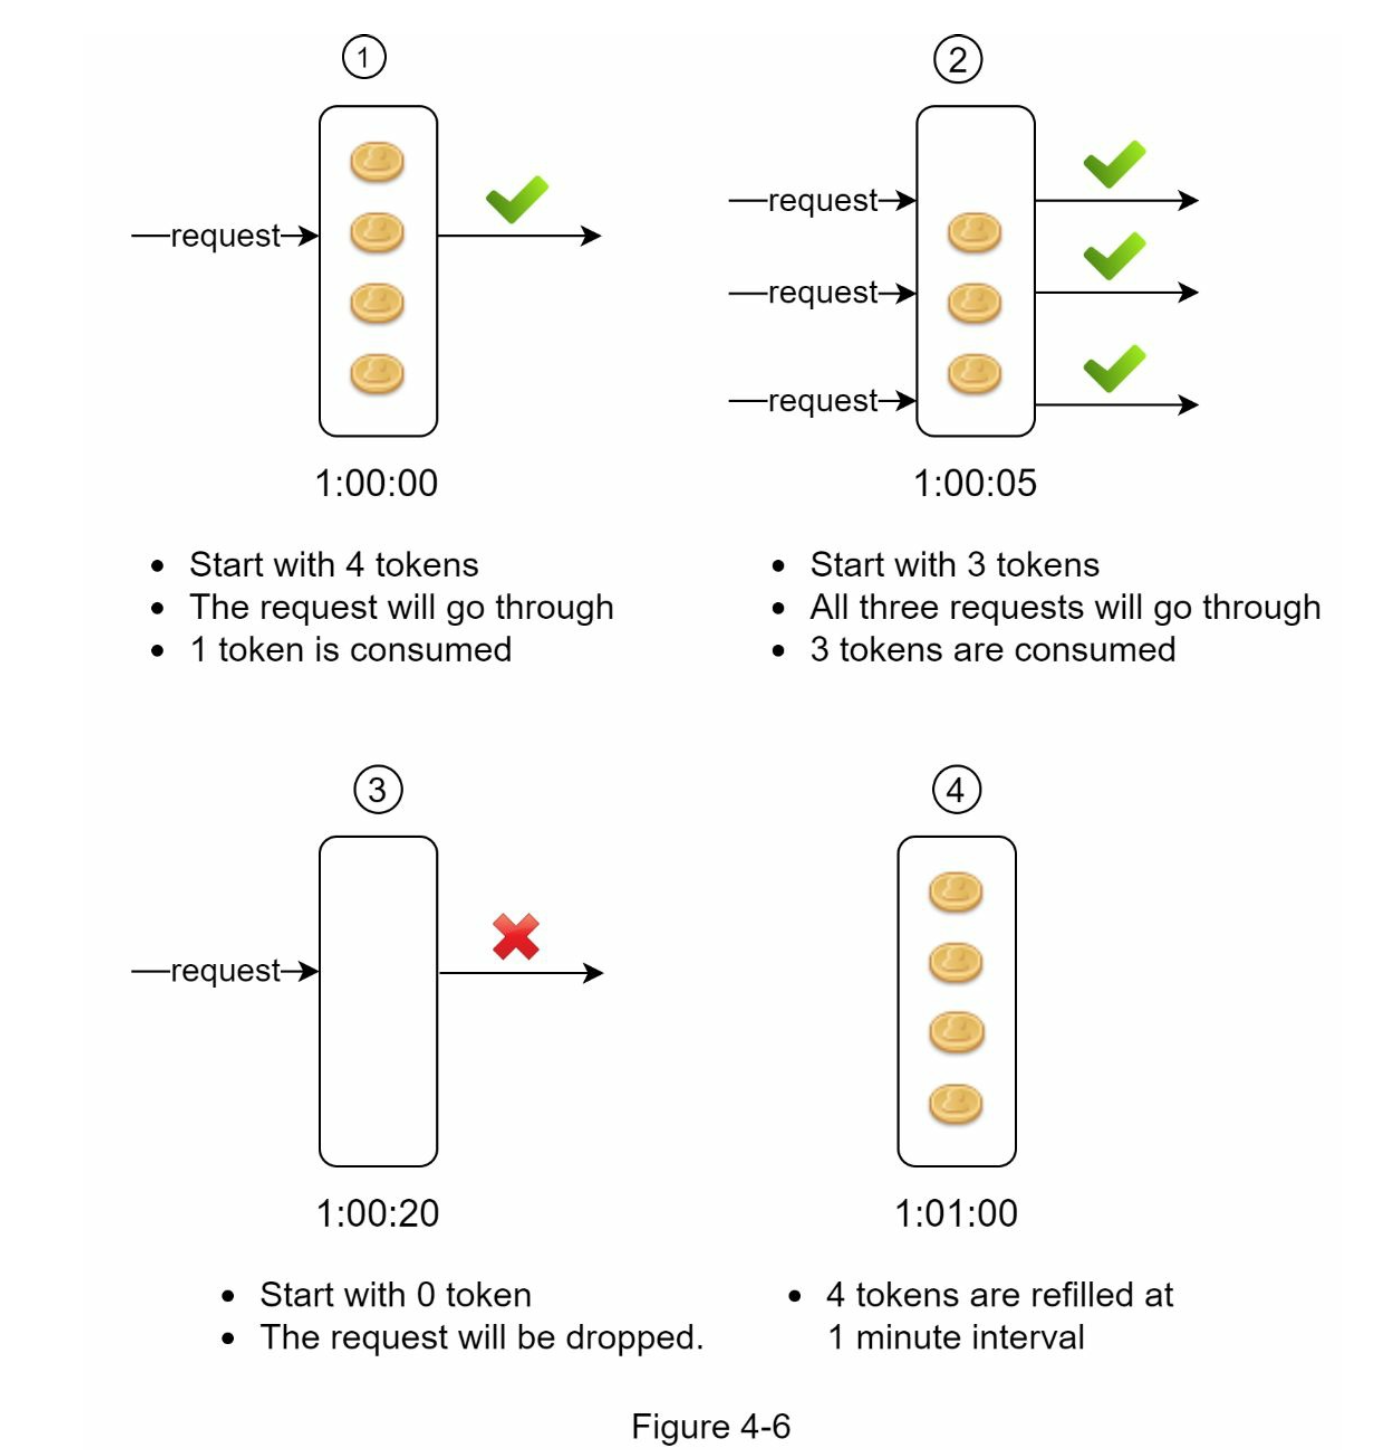 1
2
request
request
request
request
1:00:00
1:00:05
• Start with 4 tokens
• The request will go through
• 1 token is consumed
• Start with 3 tokens
• All three requests will go through
• 3 tokens are consumed
3
4
request
1:00:20
1:01:00
• Start with 0 token
• The request will be dropped.
• 4 tokens are refilled at
1 minute interval
Figure 4-6